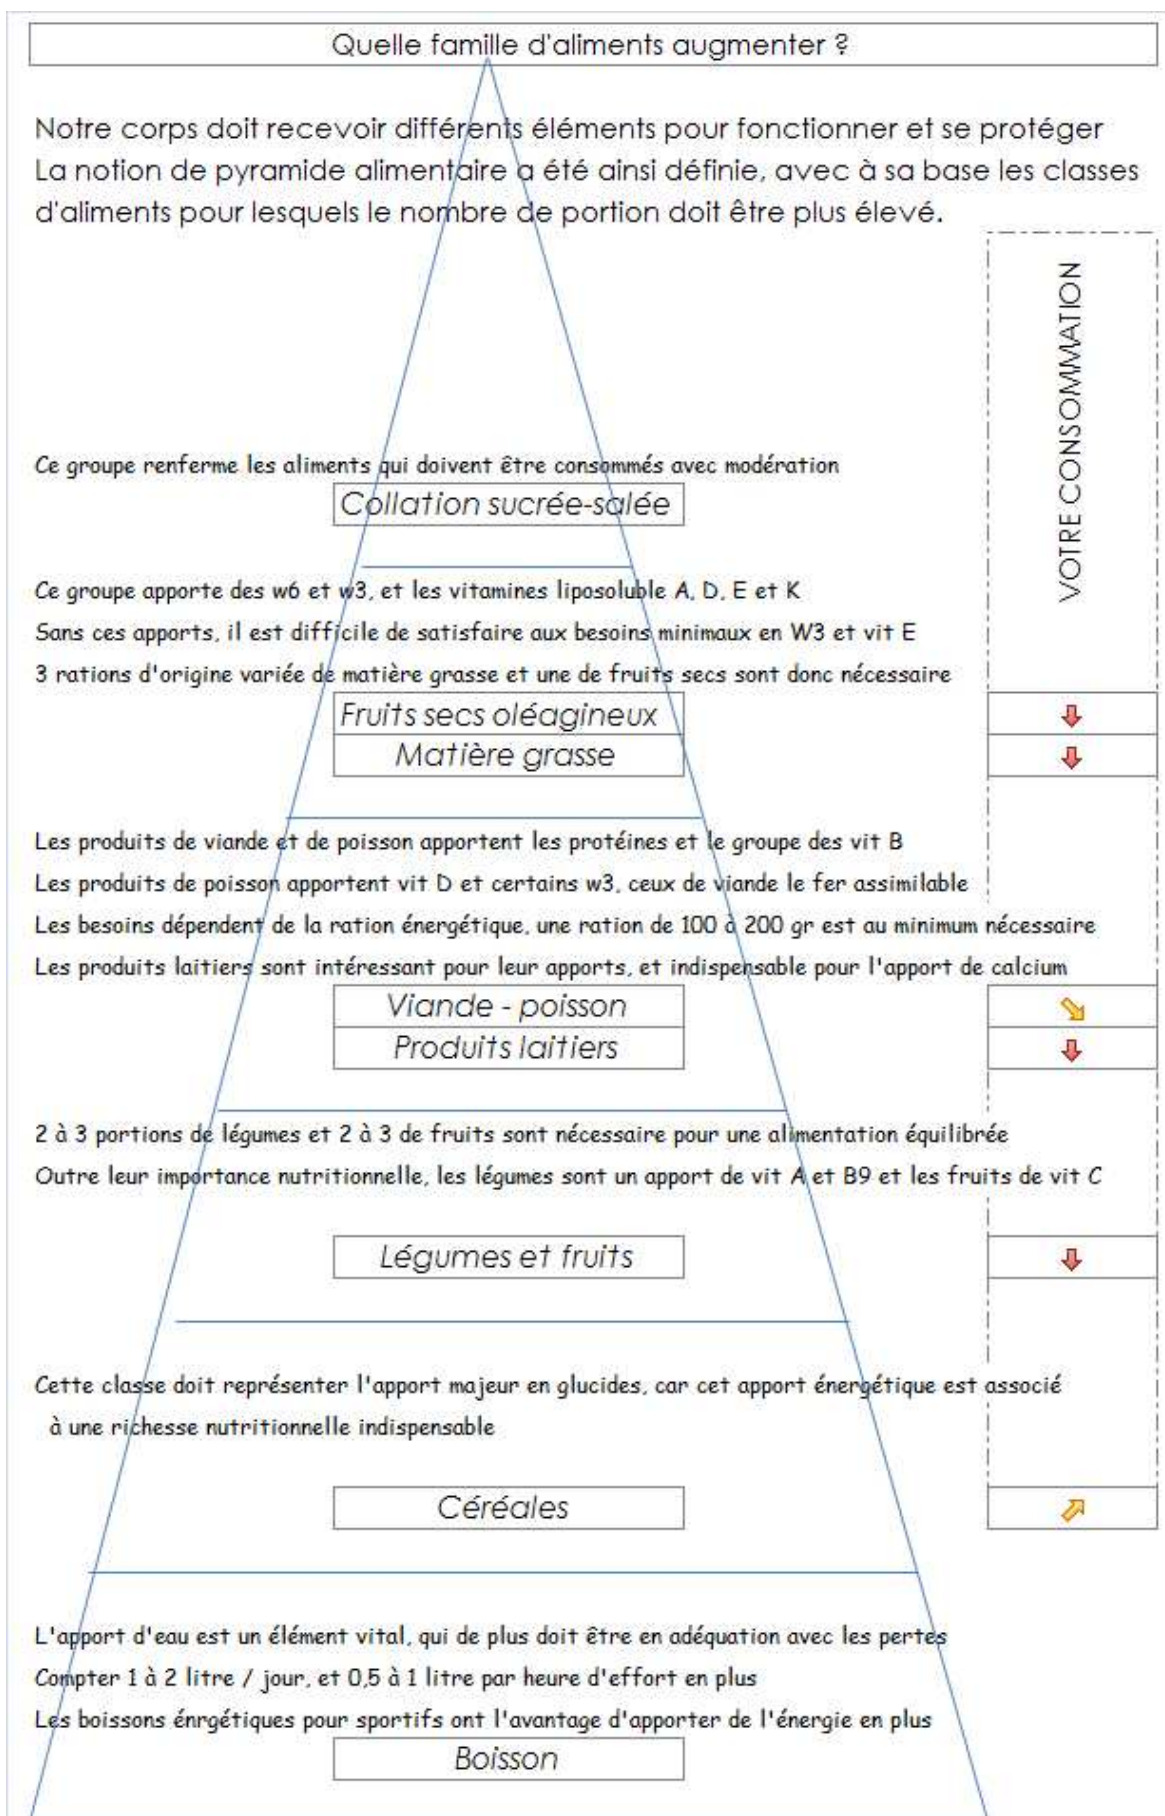 Quelle famille d'aliments augmenter ?
Notre corps doit recevoir différents éléments pour fonctionner et se protéger
La notion de pyramide alimentaire a été ainsi définie, avec à sa base les classes
d'aliments pour lesquels le nombre de portion doit être plus élevé.
VOTRE CONSOMMATION
Ce groupe renferme les aliments qui doivent être consommés avec modération
Collation sucrée-salée
Ce groupe apporte des w6 et w3, et les vitamines liposoluble A, D, E et K
Sans ces apports, il est difficile de satisfaire aux besoins minimaux en W3 et vit E
3 rations d'origine variée de matière grasse et une de fruits secs sont donc nécessaire
Fruits secs oléagineux
Matière grasse
Les produits de viande et de poisson apportent les protéines et le groupe des vit B
Les produits de poisson apportent vit D et certains w3, ceux de viande le fer assimilable
Les besoins dépendent de la ration énergétique, une ration de 100 à 200 gr est au minimum nécessaire
Les produits laitiers sont intéressant pour leur apports, et indispensable pour l'apport de calcium
Viande - poisson
Produits laitiers
2 à 3 portions de légumes et 2 à 3 de fruits sont nécessaire pour une alimentation équilibrée
Outre leur importance nutritionnelle, les légumes sont un apport de vit A et B9 et les fruits de vit C
Légumes et fruits
Cette classe doit représenter l'apport majeur en glucides, car cet apport énergétique est associé
à une richesse nutritionnelle indispensable
Céréales
L'apport d'eau est un élément vital, qui de plus doit être en adéquation avec les pertes
Compter 1 à 2 litre / jour, et 0,5 à 1 litre par heure d'effort en plus
Les boissons énrgétiques pour sportifs ont l'avantage d'apporter de l'énergie en plus
Boisson